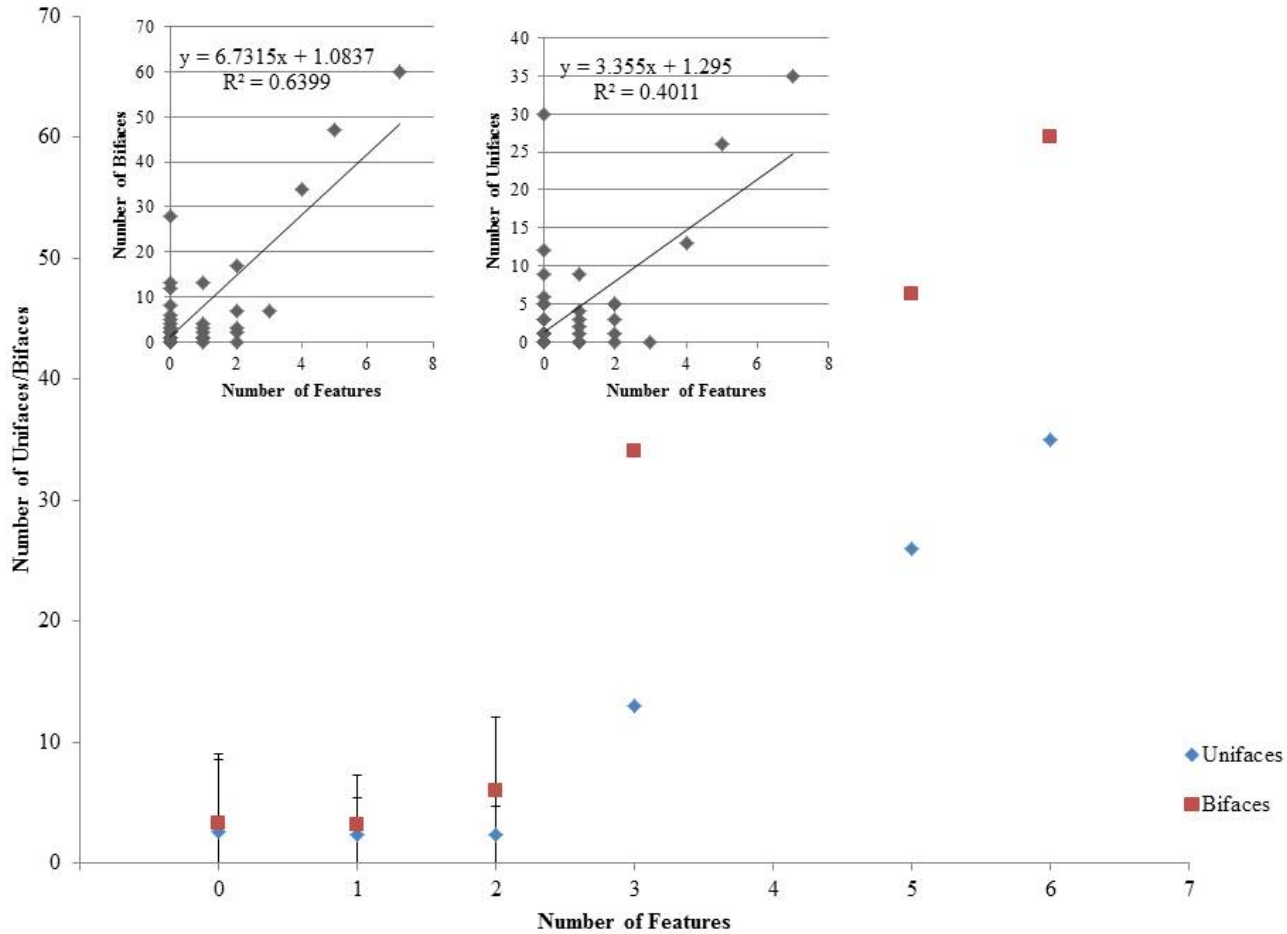 70
60
50
40
30
20
10
0
Number of Unifaces/Bifaces
0 1 2 3 4 5 6 7
Number of Features
70
60
50
40
30
20
10
0
Number of Bifaces
y = 6.7315x + 1.0837
R² = 0.6399
0 2 4 6 8
Number of Features
40
35
30
25
20
15
10
5
0
Number of Unifaces
y = 3.355x + 1.295
R² = 0.4011
0 2 4 6 8
Number of Features
Unifaces
Bifaces